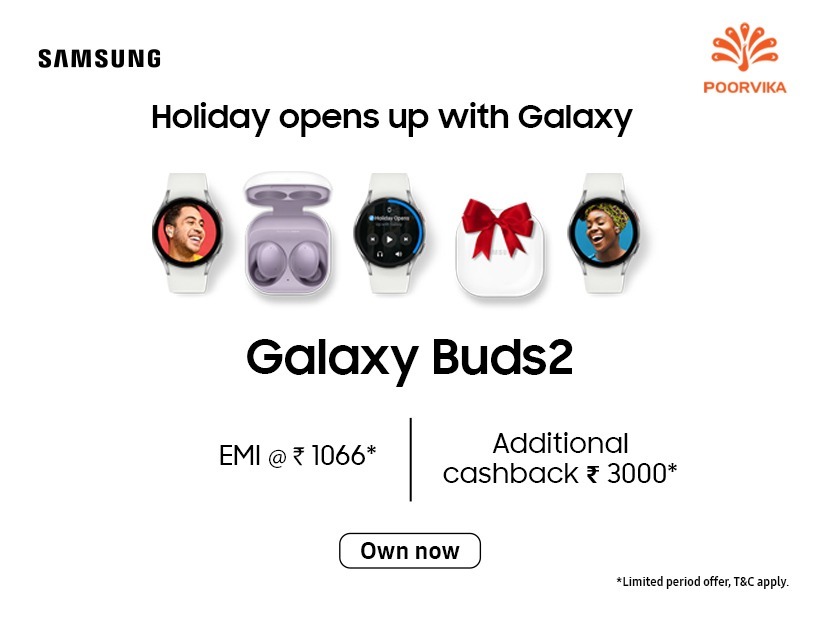 SAMSUNG
POORVIKA
Holiday opens up with Galaxy
Holiday Opens
Galaxy Buds2
EMI @ ₹ 1066*
Additional
cashback ₹ 3000*
Own now
*Limited period offer, T&C apply.